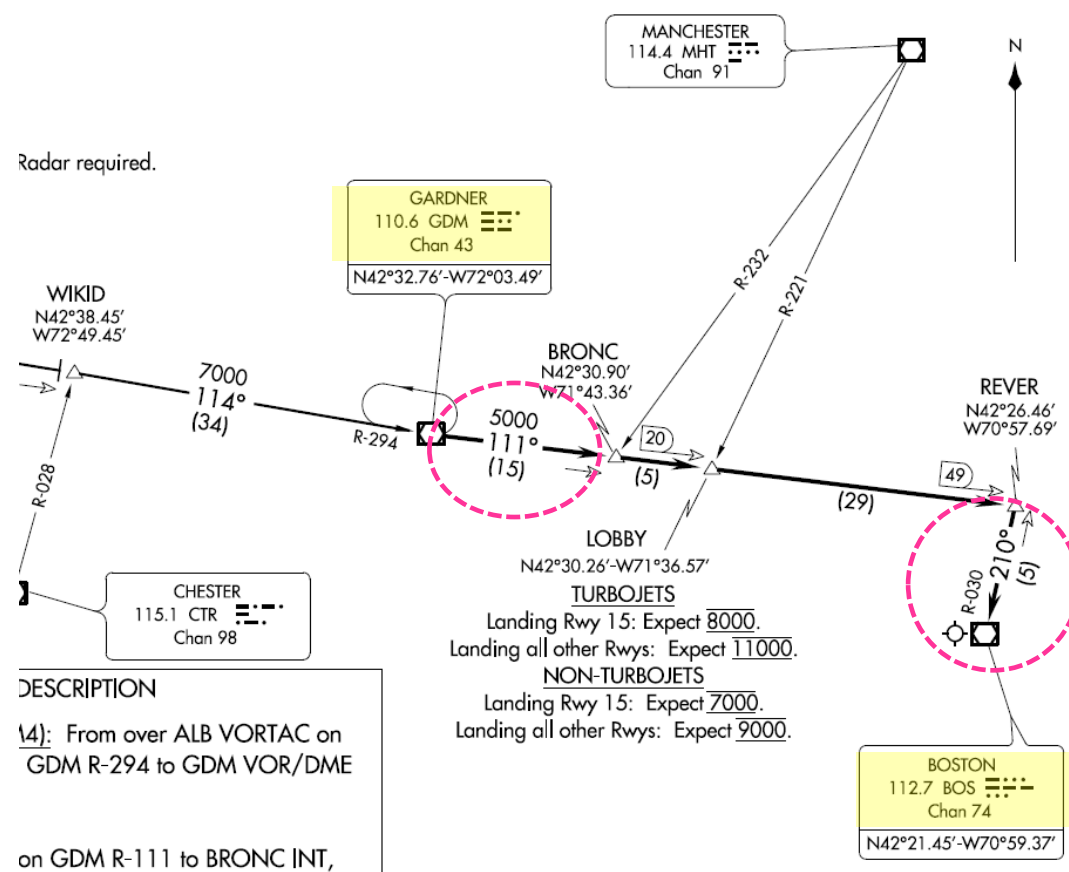 MANCHESTER
114.4 MHT
Chan 91
N
Radar required.
GARDNER
110.6 GDM
Chan 43
N42°32.76′-W72°03.49′
WIKID
N42°38.45′
W72°49.45′
7000
114°
(34)
R-294
R-028
5000
111°
(15)
BRONC
N42°30.90′
W71°43.36′
20
(5)
R-232
R-221
REVER
N42°26.46′
W70°57.69′
49
(29)
LOBBY
N42°30.26′-W71°36.57′
210°
(5)
R-030
TURBOJETS
Landing Rwy 15: Expect 8000.
Landing all other Rwys: Expect 11000.
NON-TURBOJETS
Landing Rwy 15: Expect 7000.
Landing all other Rwys: Expect 9000.
CHESTER
115.1 CTR
Chan 98
BOSTON
112.7 BOS
Chan 74
N42°21.45′-W70°59.37′
DESCRIPTION
A4): From over ALB VORTAC on
GDM R-294 to GDM VOR/DME
on GDM R-111 to BRONC INT,